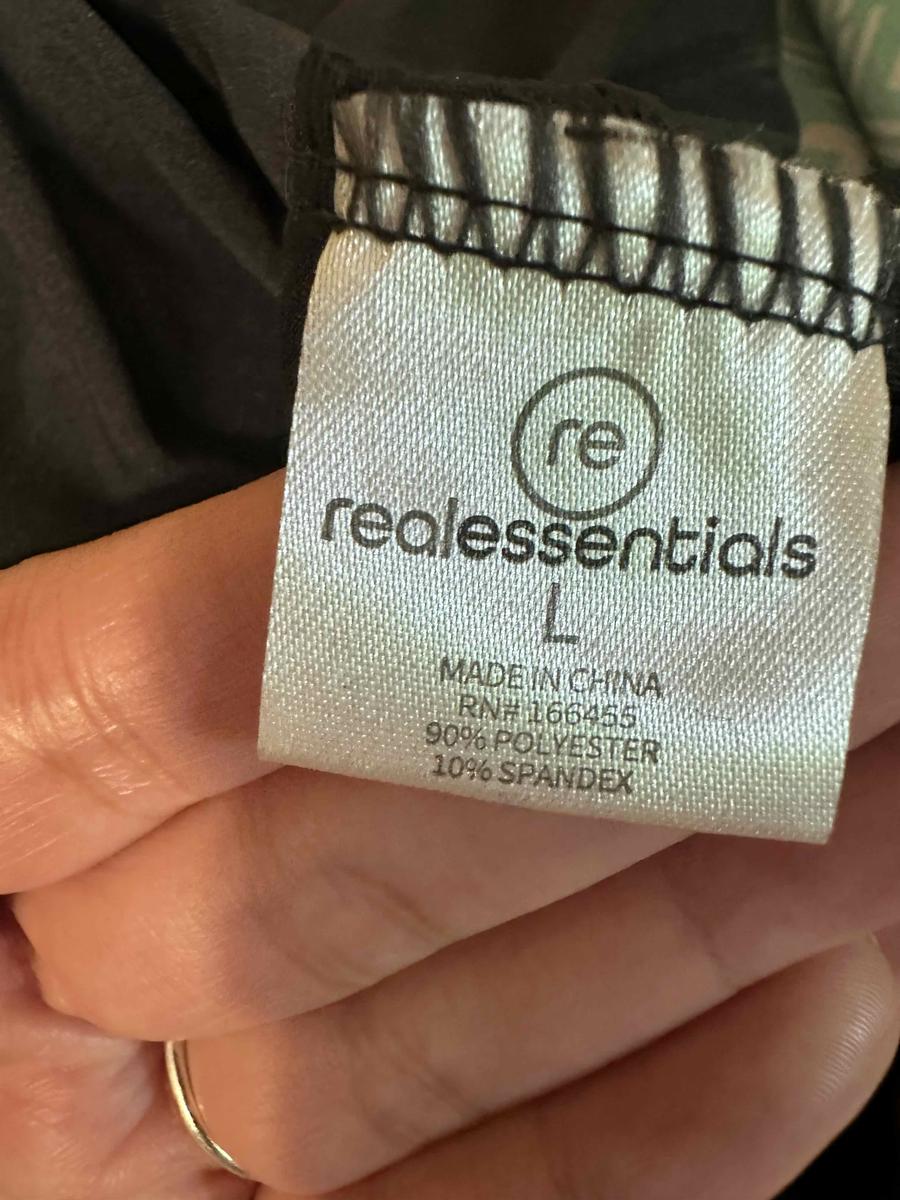 re
realessentials
L
MADE IN CHINA
RN# 166455
90% POLYESTER
10% SPANDEX